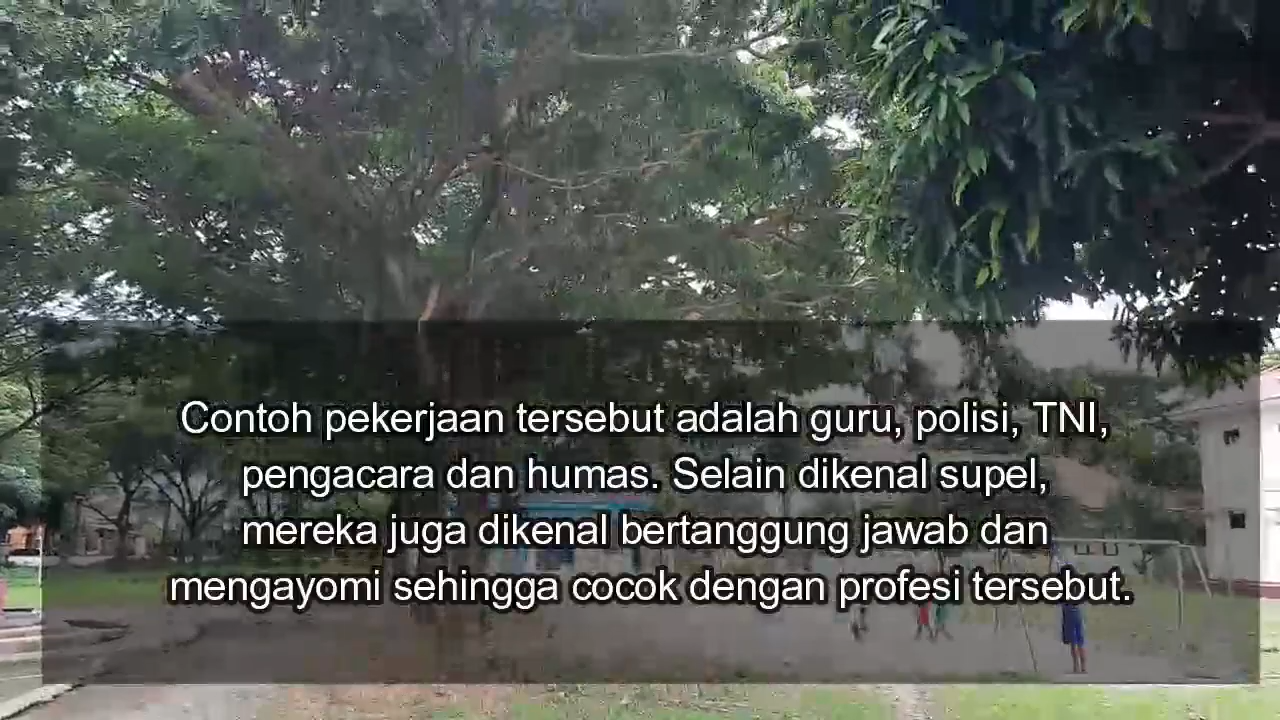 Contoh pekerjaan tersebut adalah guru, polisi, TNI,
pengacara dan humas. Selain dikenal supel,
mereka juga dikenal bertanggung jawab dan
mengayomi sehingga cocok dengan profesi tersebut.